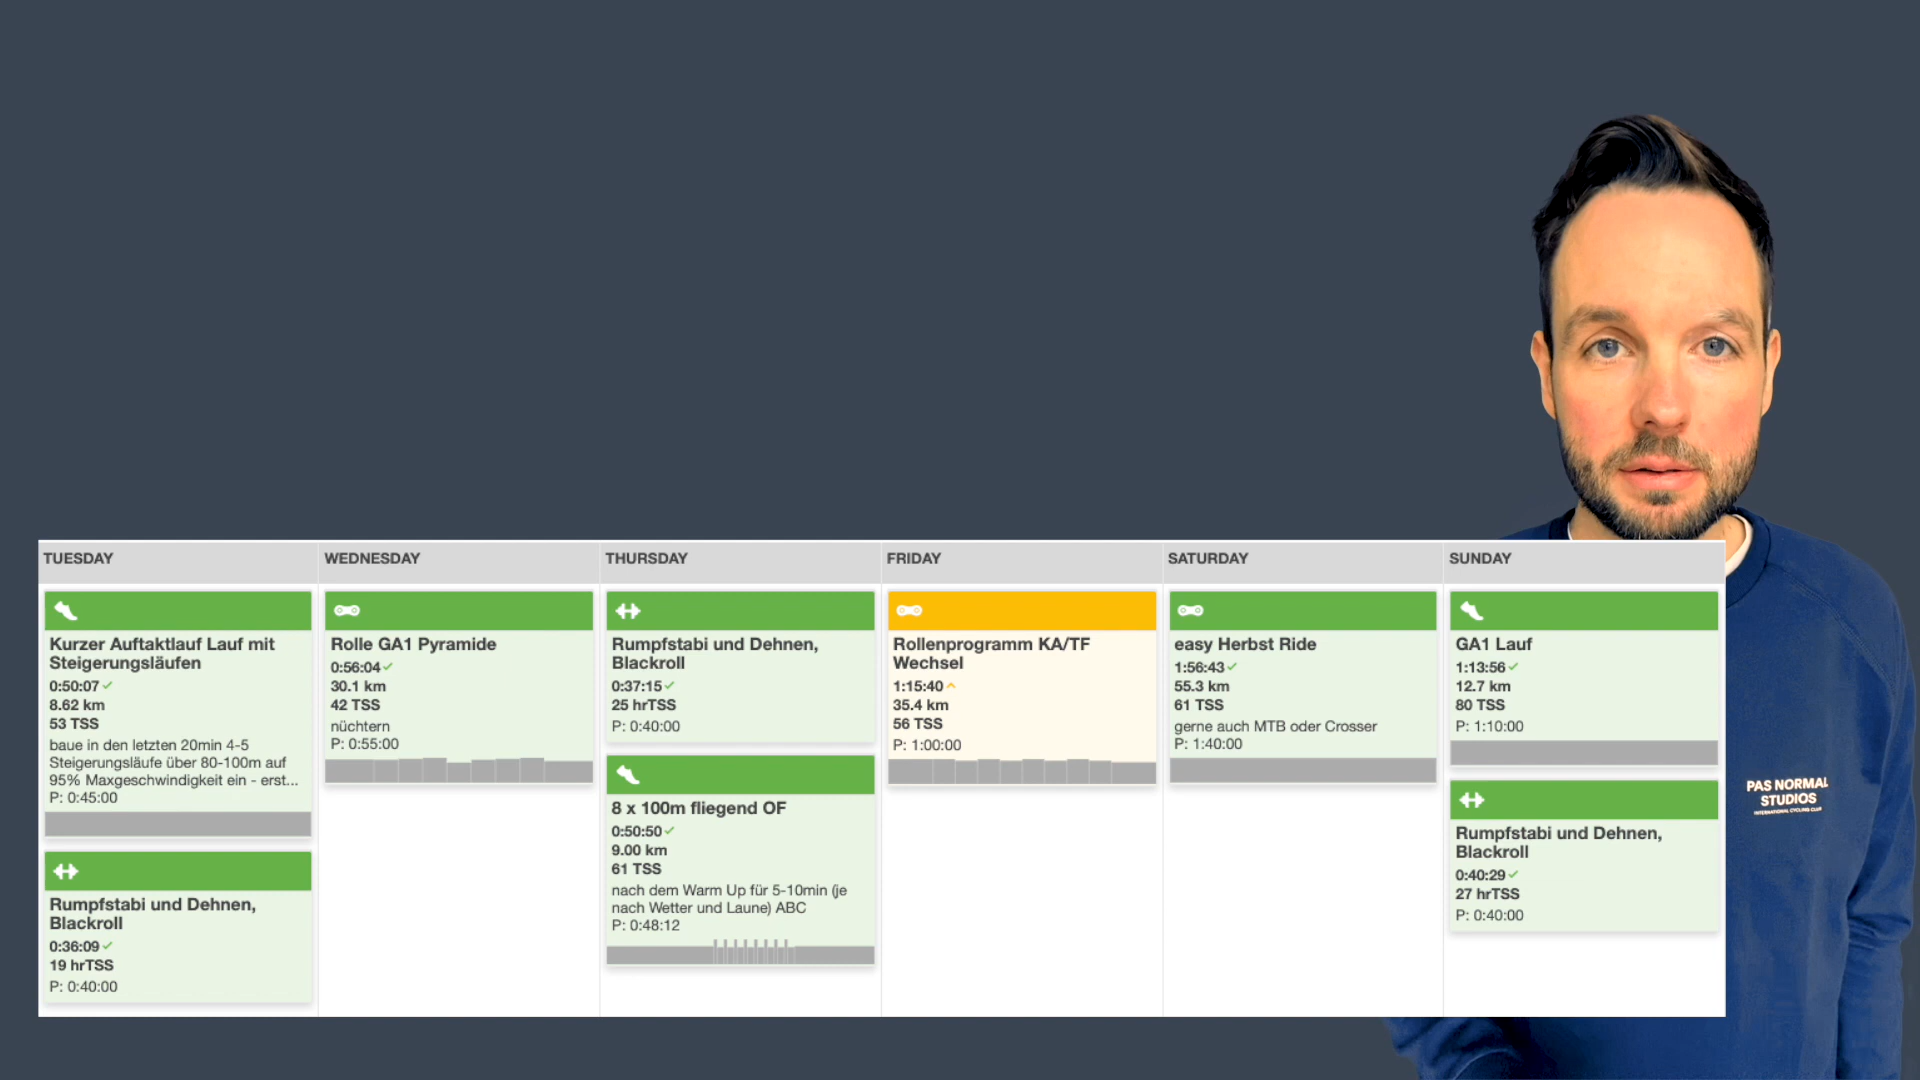 TUESDAY
Kurzer Auftaktlauf Lauf mit
Steigerungsläufen
0:50:07
8.62 km
53 TSS
baue in den letzten 20min 4-5
Steigerungsläufe über 80-100m auf
95% Maxgeschwindigkeit ein - erst...
P: 0:45:00
Rumpfstabi und Dehnen,
Blackroll
0:36:09
19 hrTSS
P: 0:40:00
WEDNESDAY
Rolle GA1 Pyramide
0:56:04
30.1 km
42 TSS
nüchtern
P: 0:55:00
THURSDAY
Rumpfstabi und Dehnen,
Blackroll
0:37:15
25 hrTSS
P: 0:40:00
8 x 100m fliegend OF
0:50:50
9.00 km
61 TSS
nach dem Warm Up für 5-10min (je
nach Wetter und Laune) ABC
P: 0:48:12
FRIDAY
Rollenprogramm KA/TF
Wechsel
1:15:40
35.4 km
56 TSS
P: 1:00:00
SATURDAY
easy Herbst Ride
1:56:43
55.3 km
61 TSS
gerne auch MTB oder Crosser
P: 1:40:00
SUNDAY
GA1 Lauf
1:13:56
12.7 km
80 TSS
P: 1:10:00
Rumpfstabi und Dehnen,
Blackroll
0:40:29
27 hrTSS
P: 0:40:00
PAS NORMAL
STUDIOS
INTERNATIONAL CYCLING CLUB